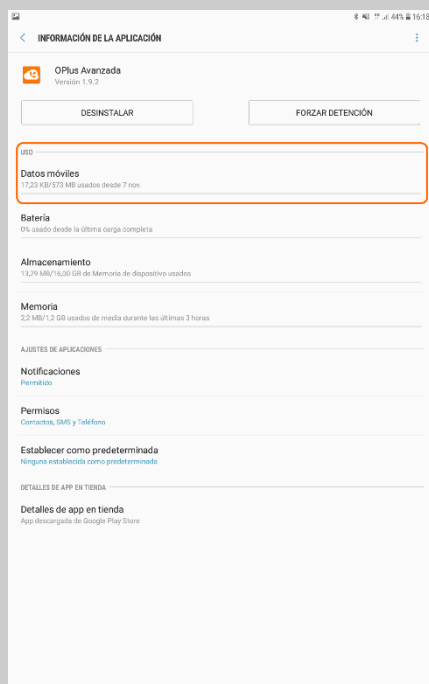 44% 16:18
INFORMACIÓN DE LA APLICACIÓN
OPlus Avanzada
Versión 1.9.2
DESINSTALAR
FORZAR DETENCIÓN
USO
Datos móviles
17,23 KB/573 MB usados desde 7 nov.
Batería
0% usado desde la última carga completa
Almacenamiento
13,79 MB/16,00 GB de Memoria de dispositivo usados
Memoria
2,2 MB/1,2 GB usados de media durante las últimas 3 horas
AJUSTES DE APLICACIONES
Notificaciones
Permitido
Permisos
Contactos, SMS y Teléfono
Establecer como predeterminada
Ninguna establecida como predeterminada
DETALLES DE APP EN TIENDA
Detalles de app en tienda
App descargada de Google Play Store